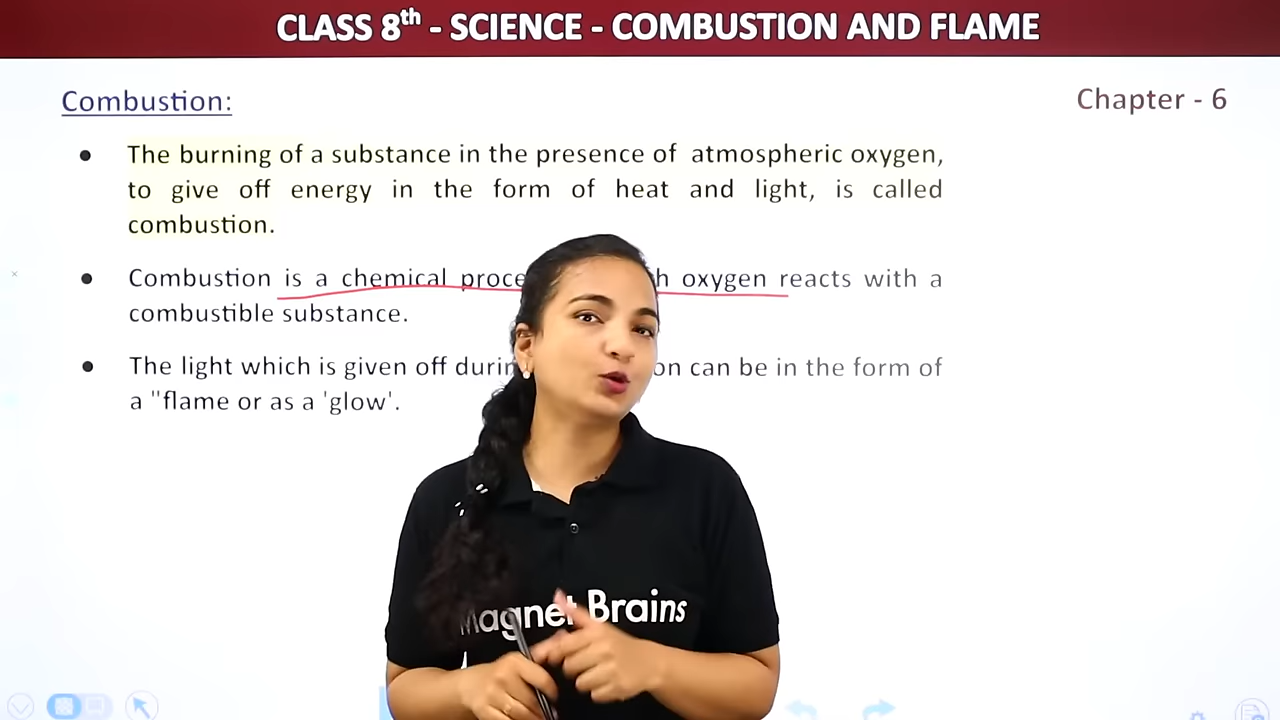 CLASS 8th - SCIENCE - COMBUSTION AND FLAME
Combustion:
Chapter - 6
The burning of a substance in the presence of atmospheric oxygen,
to give off energy in the form of heat and light, is called
combustion.
Combustion is a chemical oxygen reacts with a
combustible substance.
The light which is given off can be in the form of
a "flame or as a 'glow'.
Magnet Brains